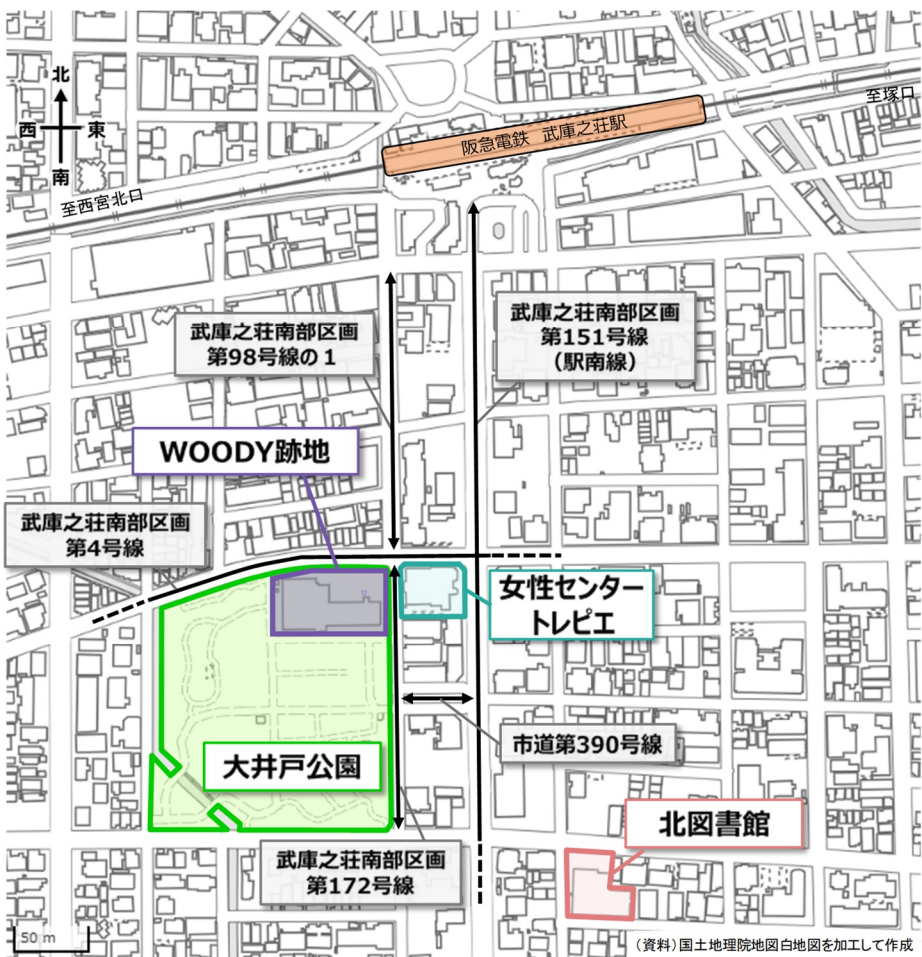 北
西 東
南
至塚口
阪急電鉄 武庫之荘駅
至西宮北口
武庫之荘南部区画
第98号線の1
武庫之荘南部区画
第151号線
(駅南線)
WOODY跡地
武庫之荘南部区画
第4号線
女性センター
トレピエ
市道第390号線
大井戸公園
北図書館
武庫之荘南部区画
第172号線
50 m
(資料)国土地理院地図白地図を加工して作成